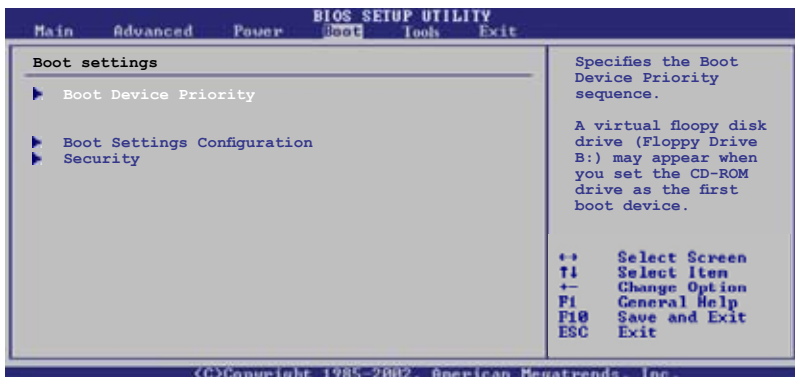 BIOS SETUP UTILITY
Main Advanced Power Boot Tools Exit
Boot settings
Boot Device Priority
Boot Settings Configuration
Security
Specifies the Boot
Device Priority
sequence.
A virtual floopy disk
drive (Floppy Drive
B:) may appear when
you set the CD-ROM
drive as the first
boot device.
↔ Select Screen
↑↓ Select Item
+- Change Option
F1 General Help
F10 Save and Exit
ESC Exit
(C)Copyright 1985-2002, American Megatrends, Inc.